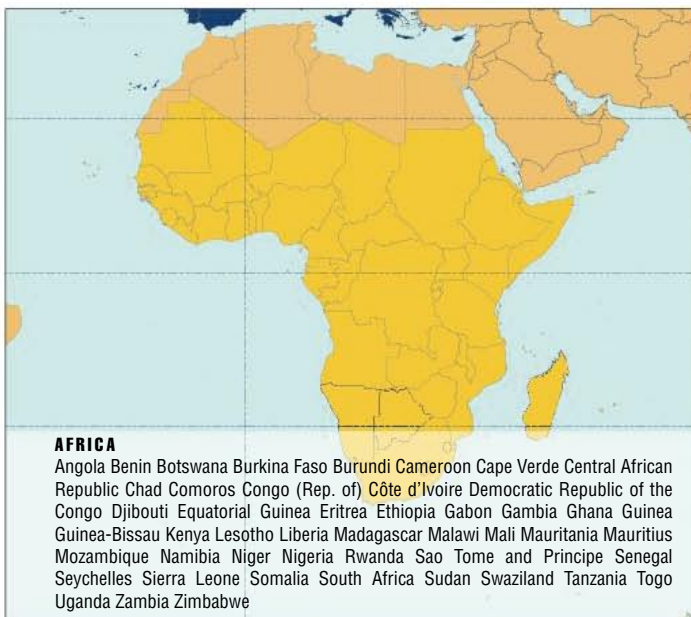 AFRICA
Angola Benin Botswana Burkina Faso Burundi Cameroon Cape Verde Central African
Republic Chad Comoros Congo (Rep. of) Côte d'Ivoire Democratic Republic of the
Congo Djibouti Equatorial Guinea Eritrea Ethiopia Gabon Gambia Ghana Guinea
Guinea-Bissau Kenya Lesotho Liberia Madagascar Malawi Mali Mauritania Mauritius
Mozambique Namibia Niger Nigeria Rwanda Sao Tome and Principe Senegal
Seychelles Sierra Leone Somalia South Africa Sudan Swaziland Tanzania Togo
Uganda Zambia Zimbabwe